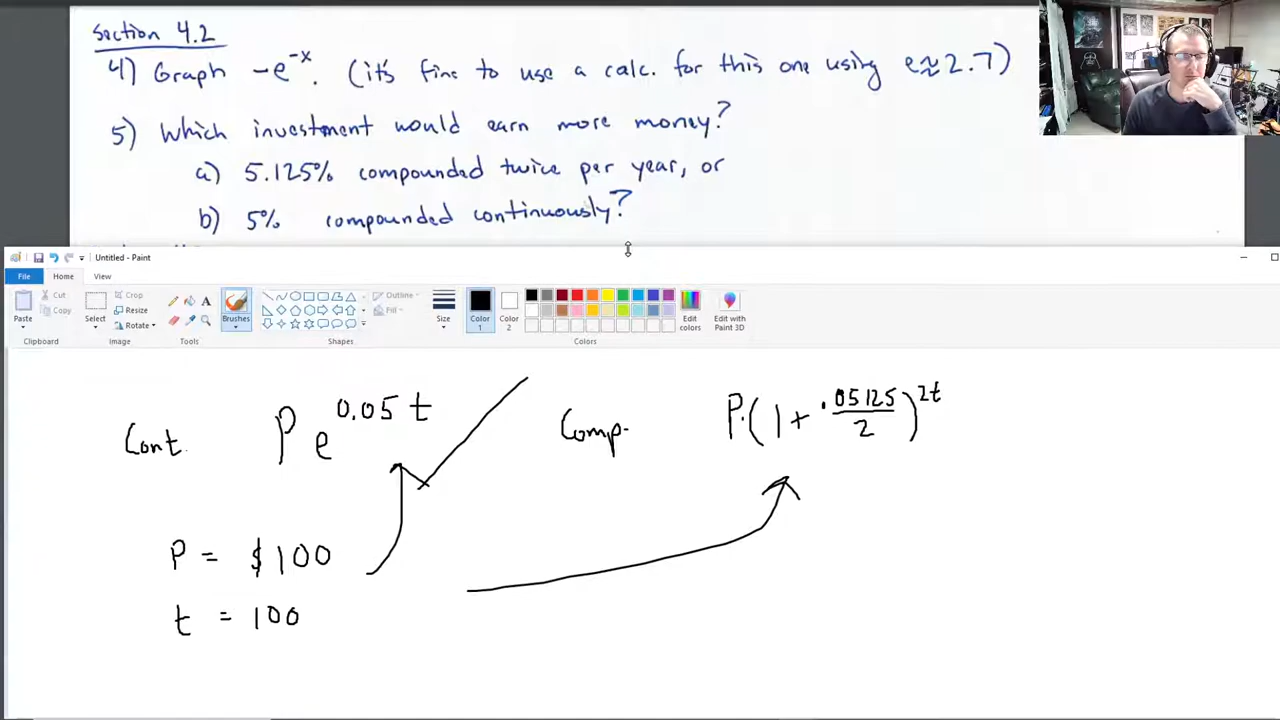 Section 4.2
4) Graph -e^-x. (it's fine to use a calc. for this one using e≈2.7)
5) Which investment would earn more money?
a) 5.125% compounded twice per year, or
b) 5% compounded continuously?
Untitled - Paint
File Home View
Paste Cut Copy Select Crop Resize Rotate Brushes Outline Fill Size Color 1 Color 2 Edit colors Edit with Paint 3D
Clipboard Image Tools Shapes Colors
Cont. P e^0.05 t Comp. P·(1 + .05125/2)^2t
P = $100
t = 100